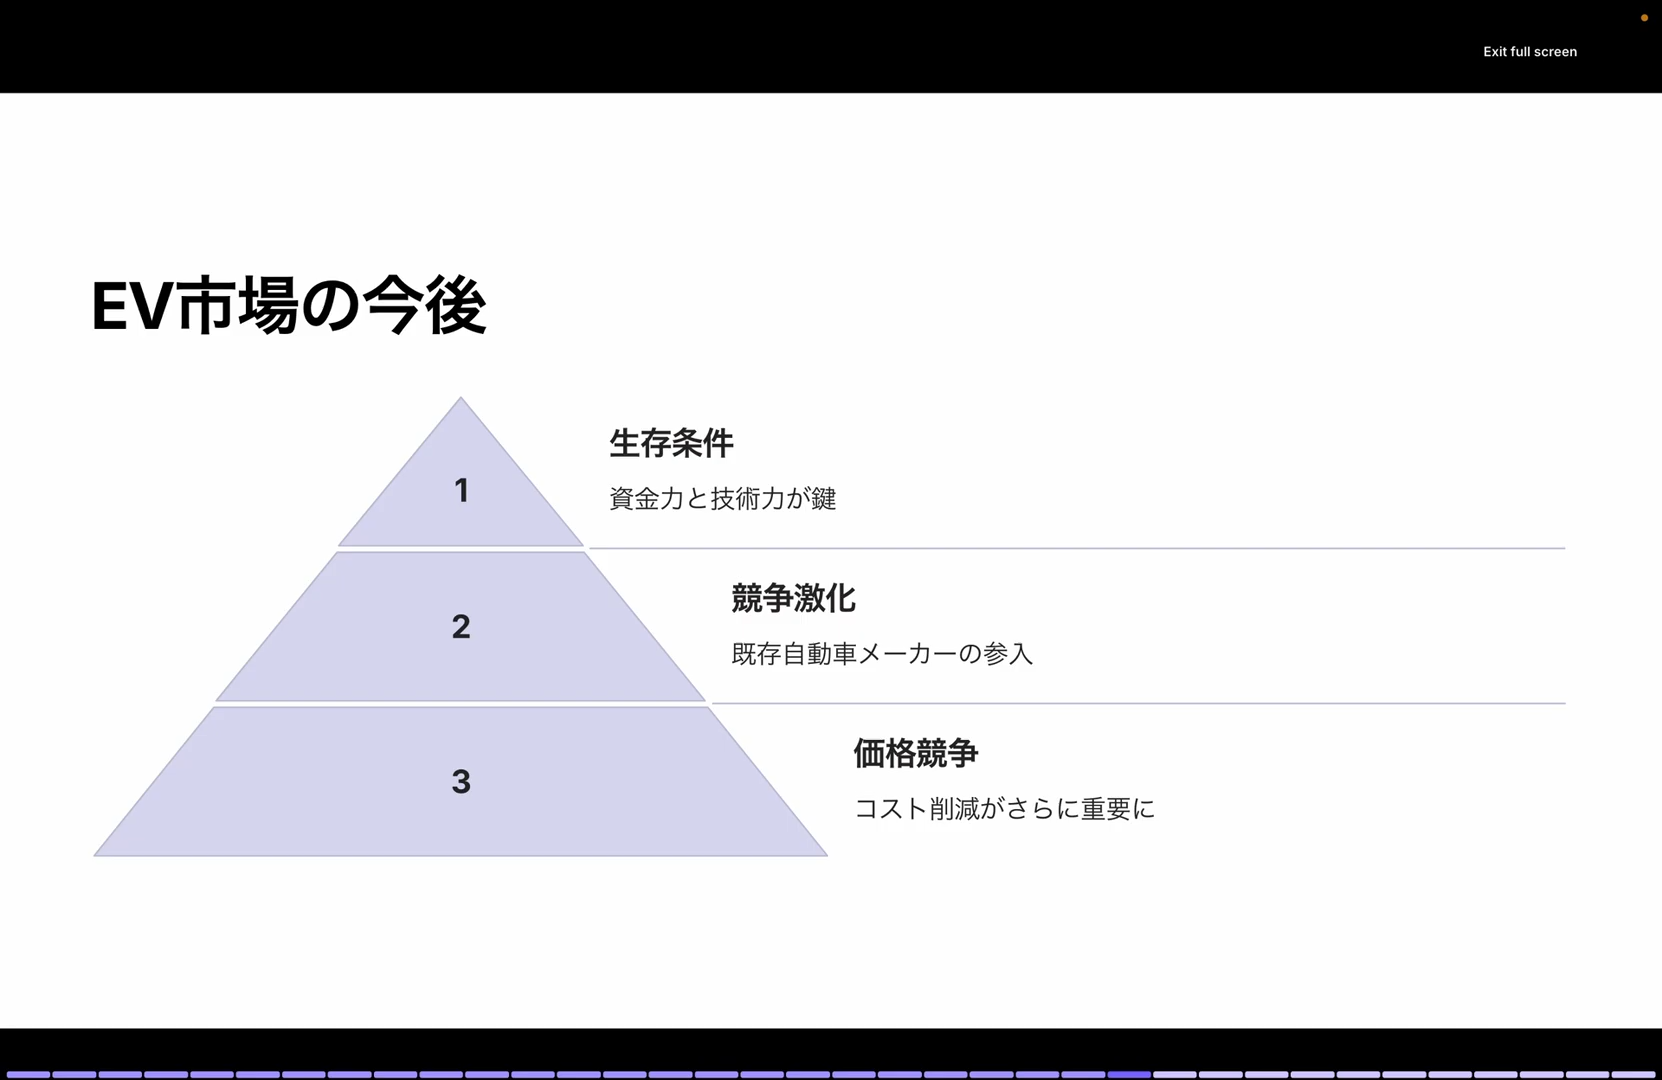 Exit full screen
EV市場の今後
1
生存条件
資金力と技術力が鍵
2
競争激化
既存自動車メーカーの参入
3
価格競争
コスト削減がさらに重要に